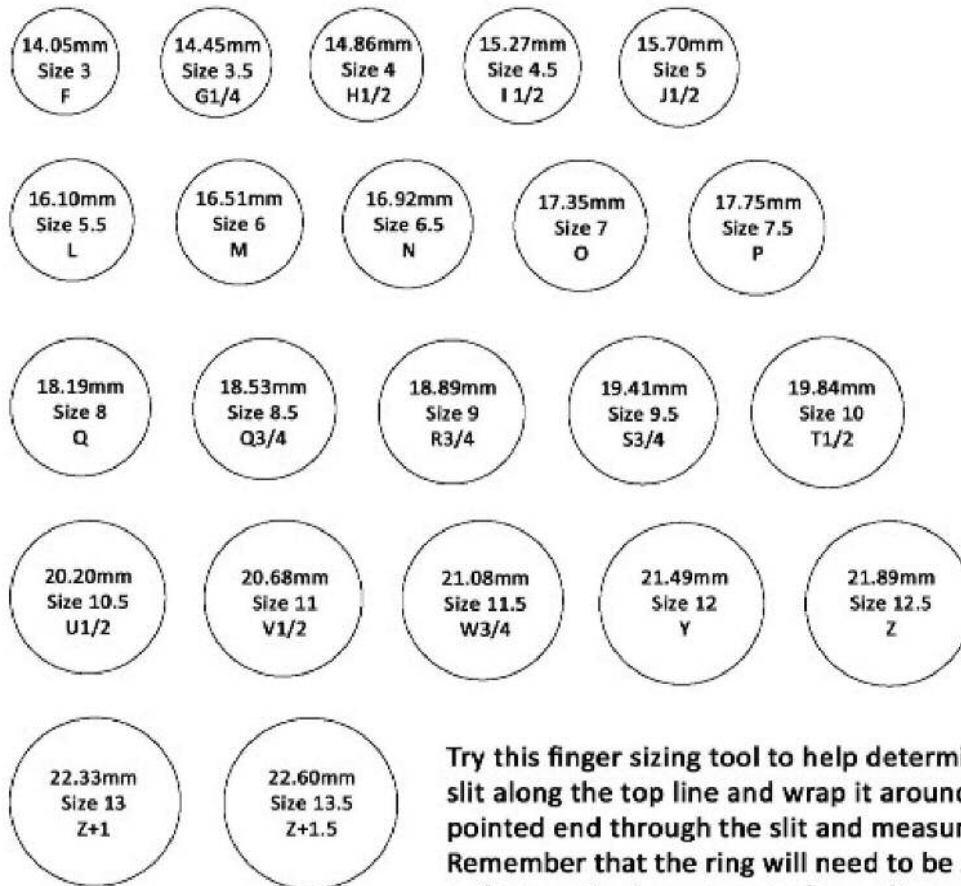 14.05mm
Size 3
F
14.45mm
Size 3.5
G1/4
14.86mm
Size 4
H1/2
15.27mm
Size 4.5
I 1/2
15.70mm
Size 5
J1/2
16.10mm
Size 5.5
L
16.51mm
Size 6
M
16.92mm
Size 6.5
N
17.35mm
Size 7
O
17.75mm
Size 7.5
P
18.19mm
Size 8
Q
18.53mm
Size 8.5
Q3/4
18.89mm
Size 9
R3/4
19.41mm
Size 9.5
S3/4
19.84mm
Size 10
T1/2
20.20mm
Size 10.5
U1/2
20.68mm
Size 11
V1/2
21.08mm
Size 11.5
W3/4
21.49mm
Size 12
Y
21.89mm
Size 12.5
Z
22.33mm
Size 13
Z+1
22.60mm
Size 13.5
Z+1.5
Try this finger sizing tool to help
slit along the top line and wrap it
pointed end through the slit and
Remember that the ring will need to be